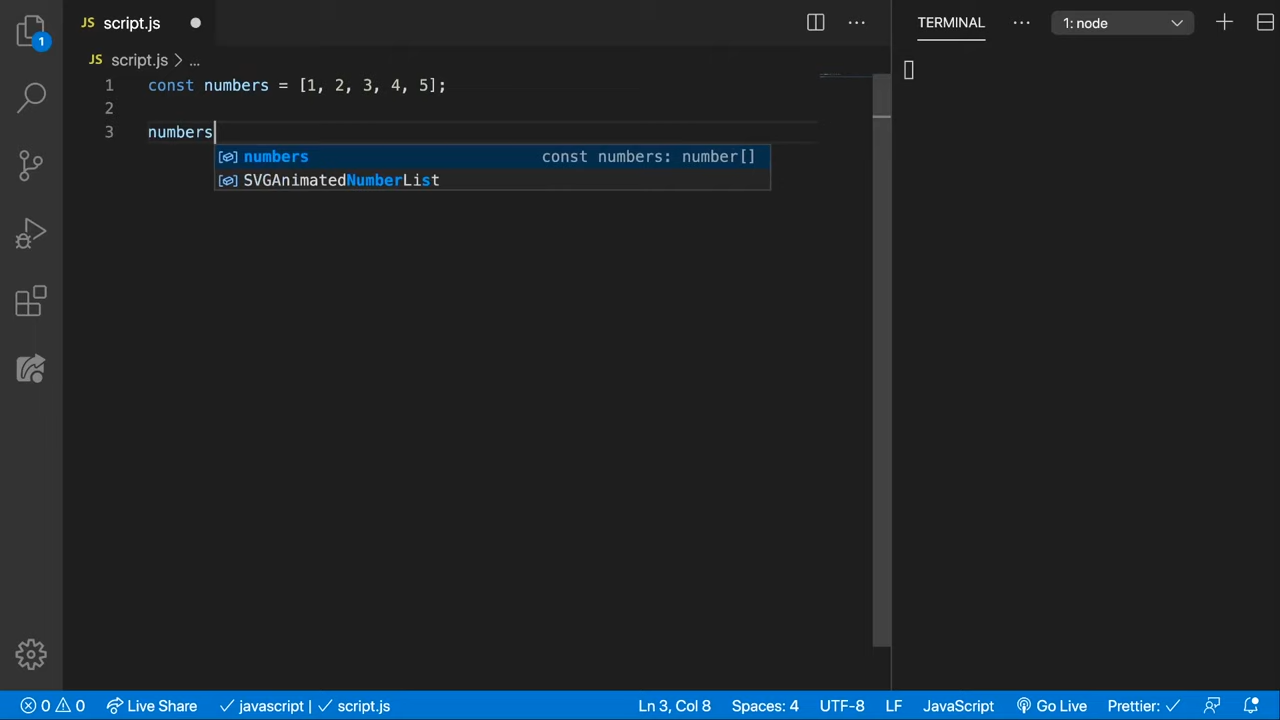 JS script.js
TERMINAL
1: node
1
JS script.js > ...
1 const numbers = [1, 2, 3, 4, 5];
2
3 numbers
numbers const numbers: number[]
SVGAnimatedNumberList
0 0 Live Share javascript | script.js Ln 3, Col 8 Spaces: 4 UTF-8 LF JavaScript Go Live Prettier: